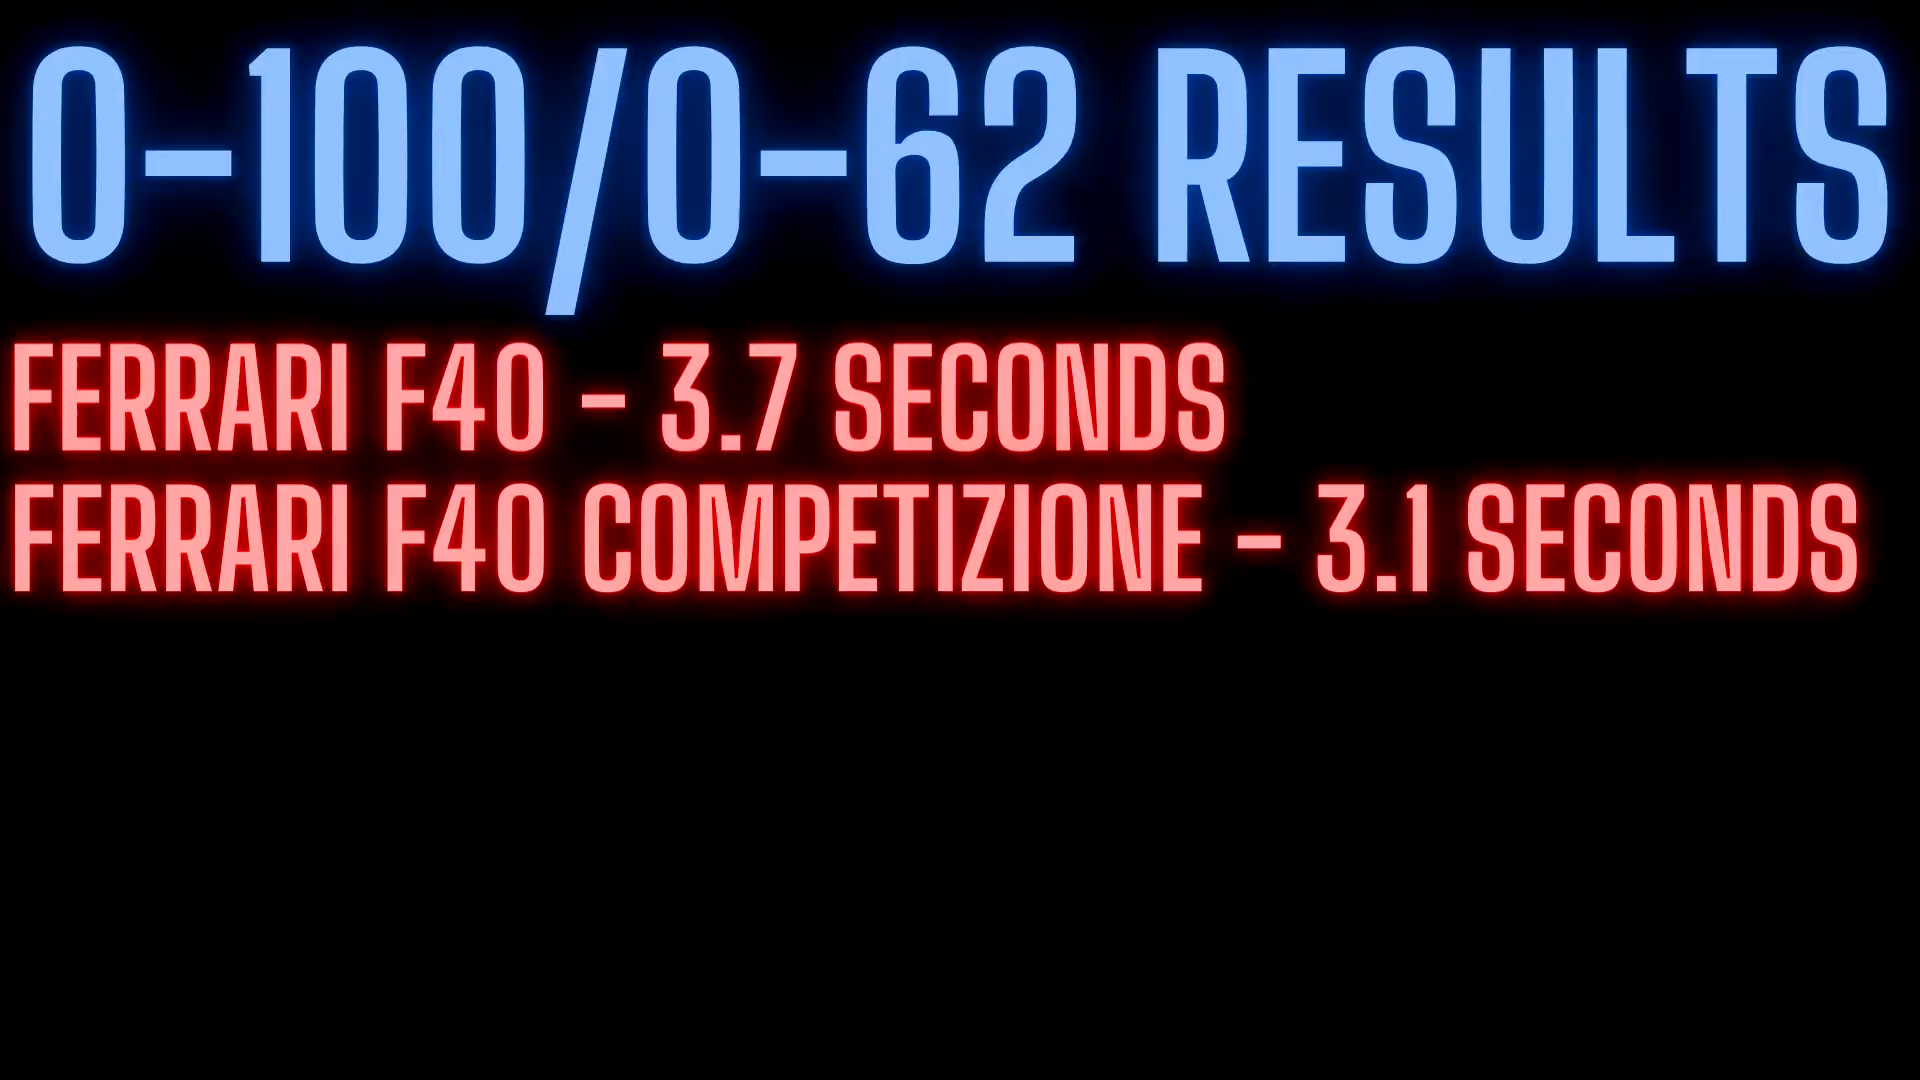 0-100/0-62 RESULTS
FERRARI F40 - 3.7 SECONDS
FERRARI F40 COMPETIZIONE - 3.1 SECONDS